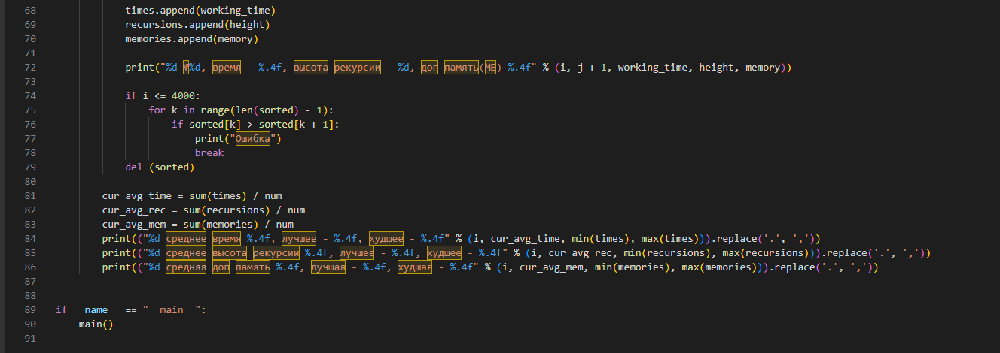 68 times.append(working_time)
69 recursions.append(height)
70 memories.append(memory)
71
72 print("%d №%d, время - %.4f, высота рекурсии - %d, доп память(МБ) %.4f" % (i, j + 1, working_time, height, memory))
73
74 if i <= 4000:
75 for k in range(len(sorted) - 1):
76 if sorted[k] > sorted[k + 1]:
77 print("Ошибка")
78 break
79 del (sorted)
80
81 cur_avg_time = sum(times) / num
82 cur_avg_rec = sum(recursions) / num
83 cur_avg_mem = sum(memories) / num
84 print(("%d среднее время %.4f, лучшее - %.4f, худшее - %.4f" % (i, cur_avg_time, min(times), max(times))).replace('.', ','))
85 print(("%d среднее высота рекурсии %.4f, лучшее - %.4f, худшее - %.4f" % (i, cur_avg_rec, min(recursions), max(recursions))).replace('.', ','))
86 print(("%d средняя доп память %.4f, лучшая - %.4f, худшая - %.4f" % (i, cur_avg_mem, min(memories), max(memories))).replace('.', ','))
87
88
89 if __name__ == "__main__":
90 main()
91